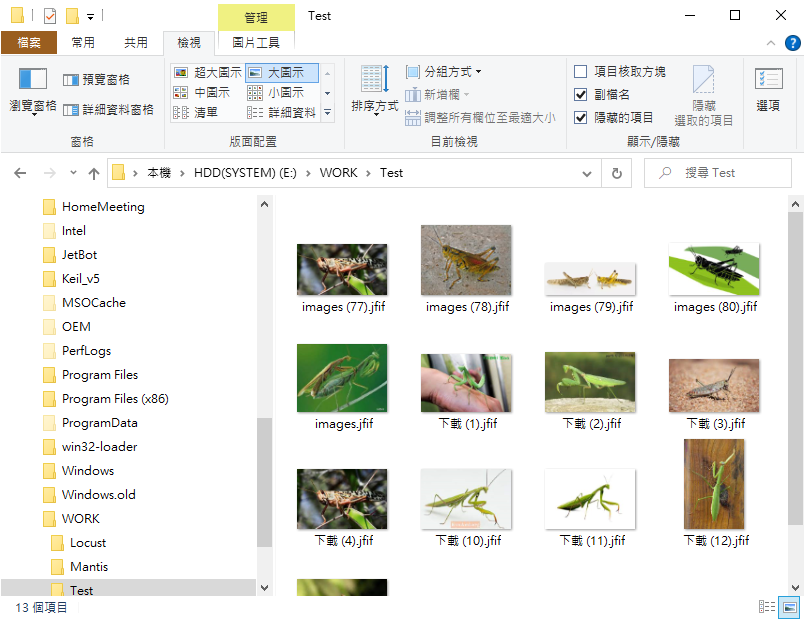 管理
Test
檔案
常用
共用
檢視
圖片工具
瀏覽窗格
預覽窗格
詳細資料窗格
窗格
超大圖示
大圖示
中圖示
小圖示
清單
詳細資料
版面配置
排序方式
分組方式
新增欄
調整所有欄位至最適大小
目前檢視
項目核取方塊
副檔名
隱藏的項目
隱藏
選取的項目
顯示/隱藏
選項
本機 › HDD(SYSTEM) (E:) › WORK › Test
搜尋 Test
HomeMeeting
Intel
JetBot
Keil_v5
MSOCache
OEM
PerfLogs
Program Files
Program Files (x86)
ProgramData
win32-loader
Windows
Windows.old
WORK
Locust
Mantis
Test
images (77).jfif
images (78).jfif
images (79).jfif
images (80).jfif
images.jfif
下載 (1).jfif
下載 (2).jfif
下載 (3).jfif
下載 (4).jfif
下載 (10).jfif
下載 (11).jfif
下載 (12).jfif
13 個項目